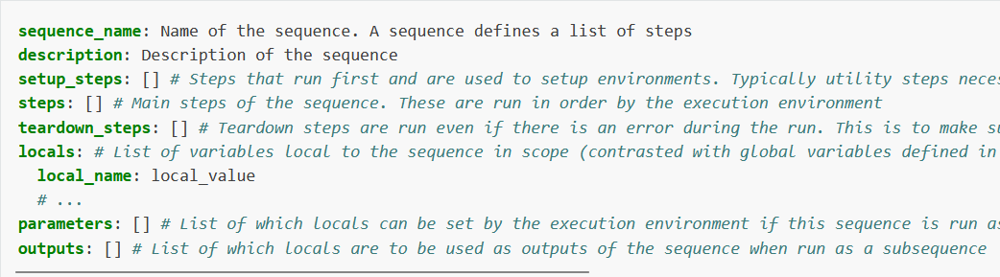 sequence_name: Name of the sequence. A sequence defines a list of steps
description: Description of the sequence
setup_steps: [] # Steps that run first and are used to setup environments. Typically utility steps
steps: [] # Main steps of the sequence. These are run in order by the execution environment
teardown_steps: [] # Teardown steps are run even if there is an error during the run. This is to make
locals: # List of variables local to the sequence in scope (contrasted with global variables defined in
local_name: local_value
# ...
parameters: [] # List of which locals can be set by the execution environment if this sequence is run
outputs: [] # List of which locals are to be used as outputs of the sequence when run as a subsequence